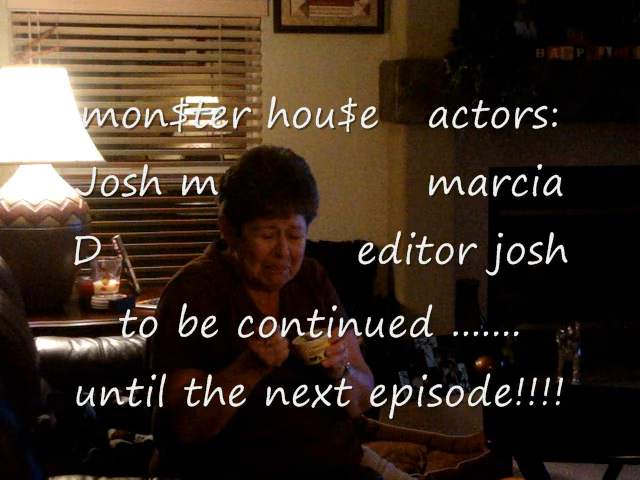 mon$ter hou$e actors:
Josh m marcia
D editor josh
to be continued .......
until the next episode!!!!